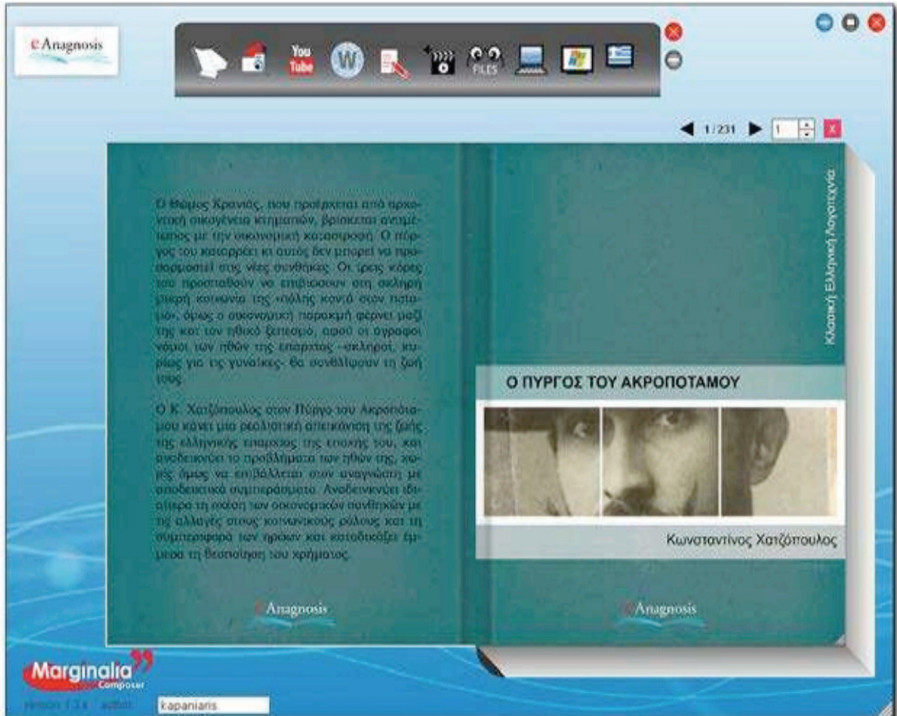 e Anagnosis
You
Tube
W
FILES
1 / 231
1
X
Ο Θώμος Κρανιάς, που προέρχεται από αρχο-
ντική οικογένεια κτηματιών, βρίσκεται αντιμέ-
τωπος με την οικονομική καταστροφή. Ο πύρ-
γος του καταρρέει κι αυτός δεν μπορεί να προ-
σαρμοστεί στις νέες συνθήκες. Οι τρεις κόρες
του προσπαθούν να επιβιώσουν στη σκληρή
μικρή κοινωνία της «πόλης κοντά στον ποτα-
μό», όμως ο οικονομική παρακμή φέρνει μαζί
της και τον ηθικό ξεπεσμό, αφού οι άγραφοι
νόμοι των ηθών της επαρχίας -σκληροί, κυ-
ρίως για τις γυναίκες- θα συνθλίψουν τη ζωή
τους.
Ο Κ. Χατζόπουλος στον Πύργο του Ακροπότα-
μου κάνει μια ρεαλιστική απεικόνιση της ζωής
της ελληνικής επαρχίας της εποχής του, και
αναδεικνύει τα προβλήματα των ηθών της, χω-
ρίς όμως να επιβάλλεται στον αναγνώστη με
αποδεικτικά συμπεράσματα. Αναδεικνύει ιδι-
αίτερα τη σχέση των οικονομικών συνθηκών με
τις αλλαγές στους κοινωνικούς ρόλους και τη
συμπεριφορά των ηρώων και καταδικάζει έμ-
μεσα τη θεοποίηση του χρήματος.
e Anagnosis
Κλασική Ελληνική Λογοτεχνία
Ο ΠΥΡΓΟΣ ΤΟΥ ΑΚΡΟΠΟΤΑΜΟΥ
Κωνσταντίνος Χατζόπουλος
e Anagnosis
Marginalia
Composer
version 1.3.4 author kapaniaris